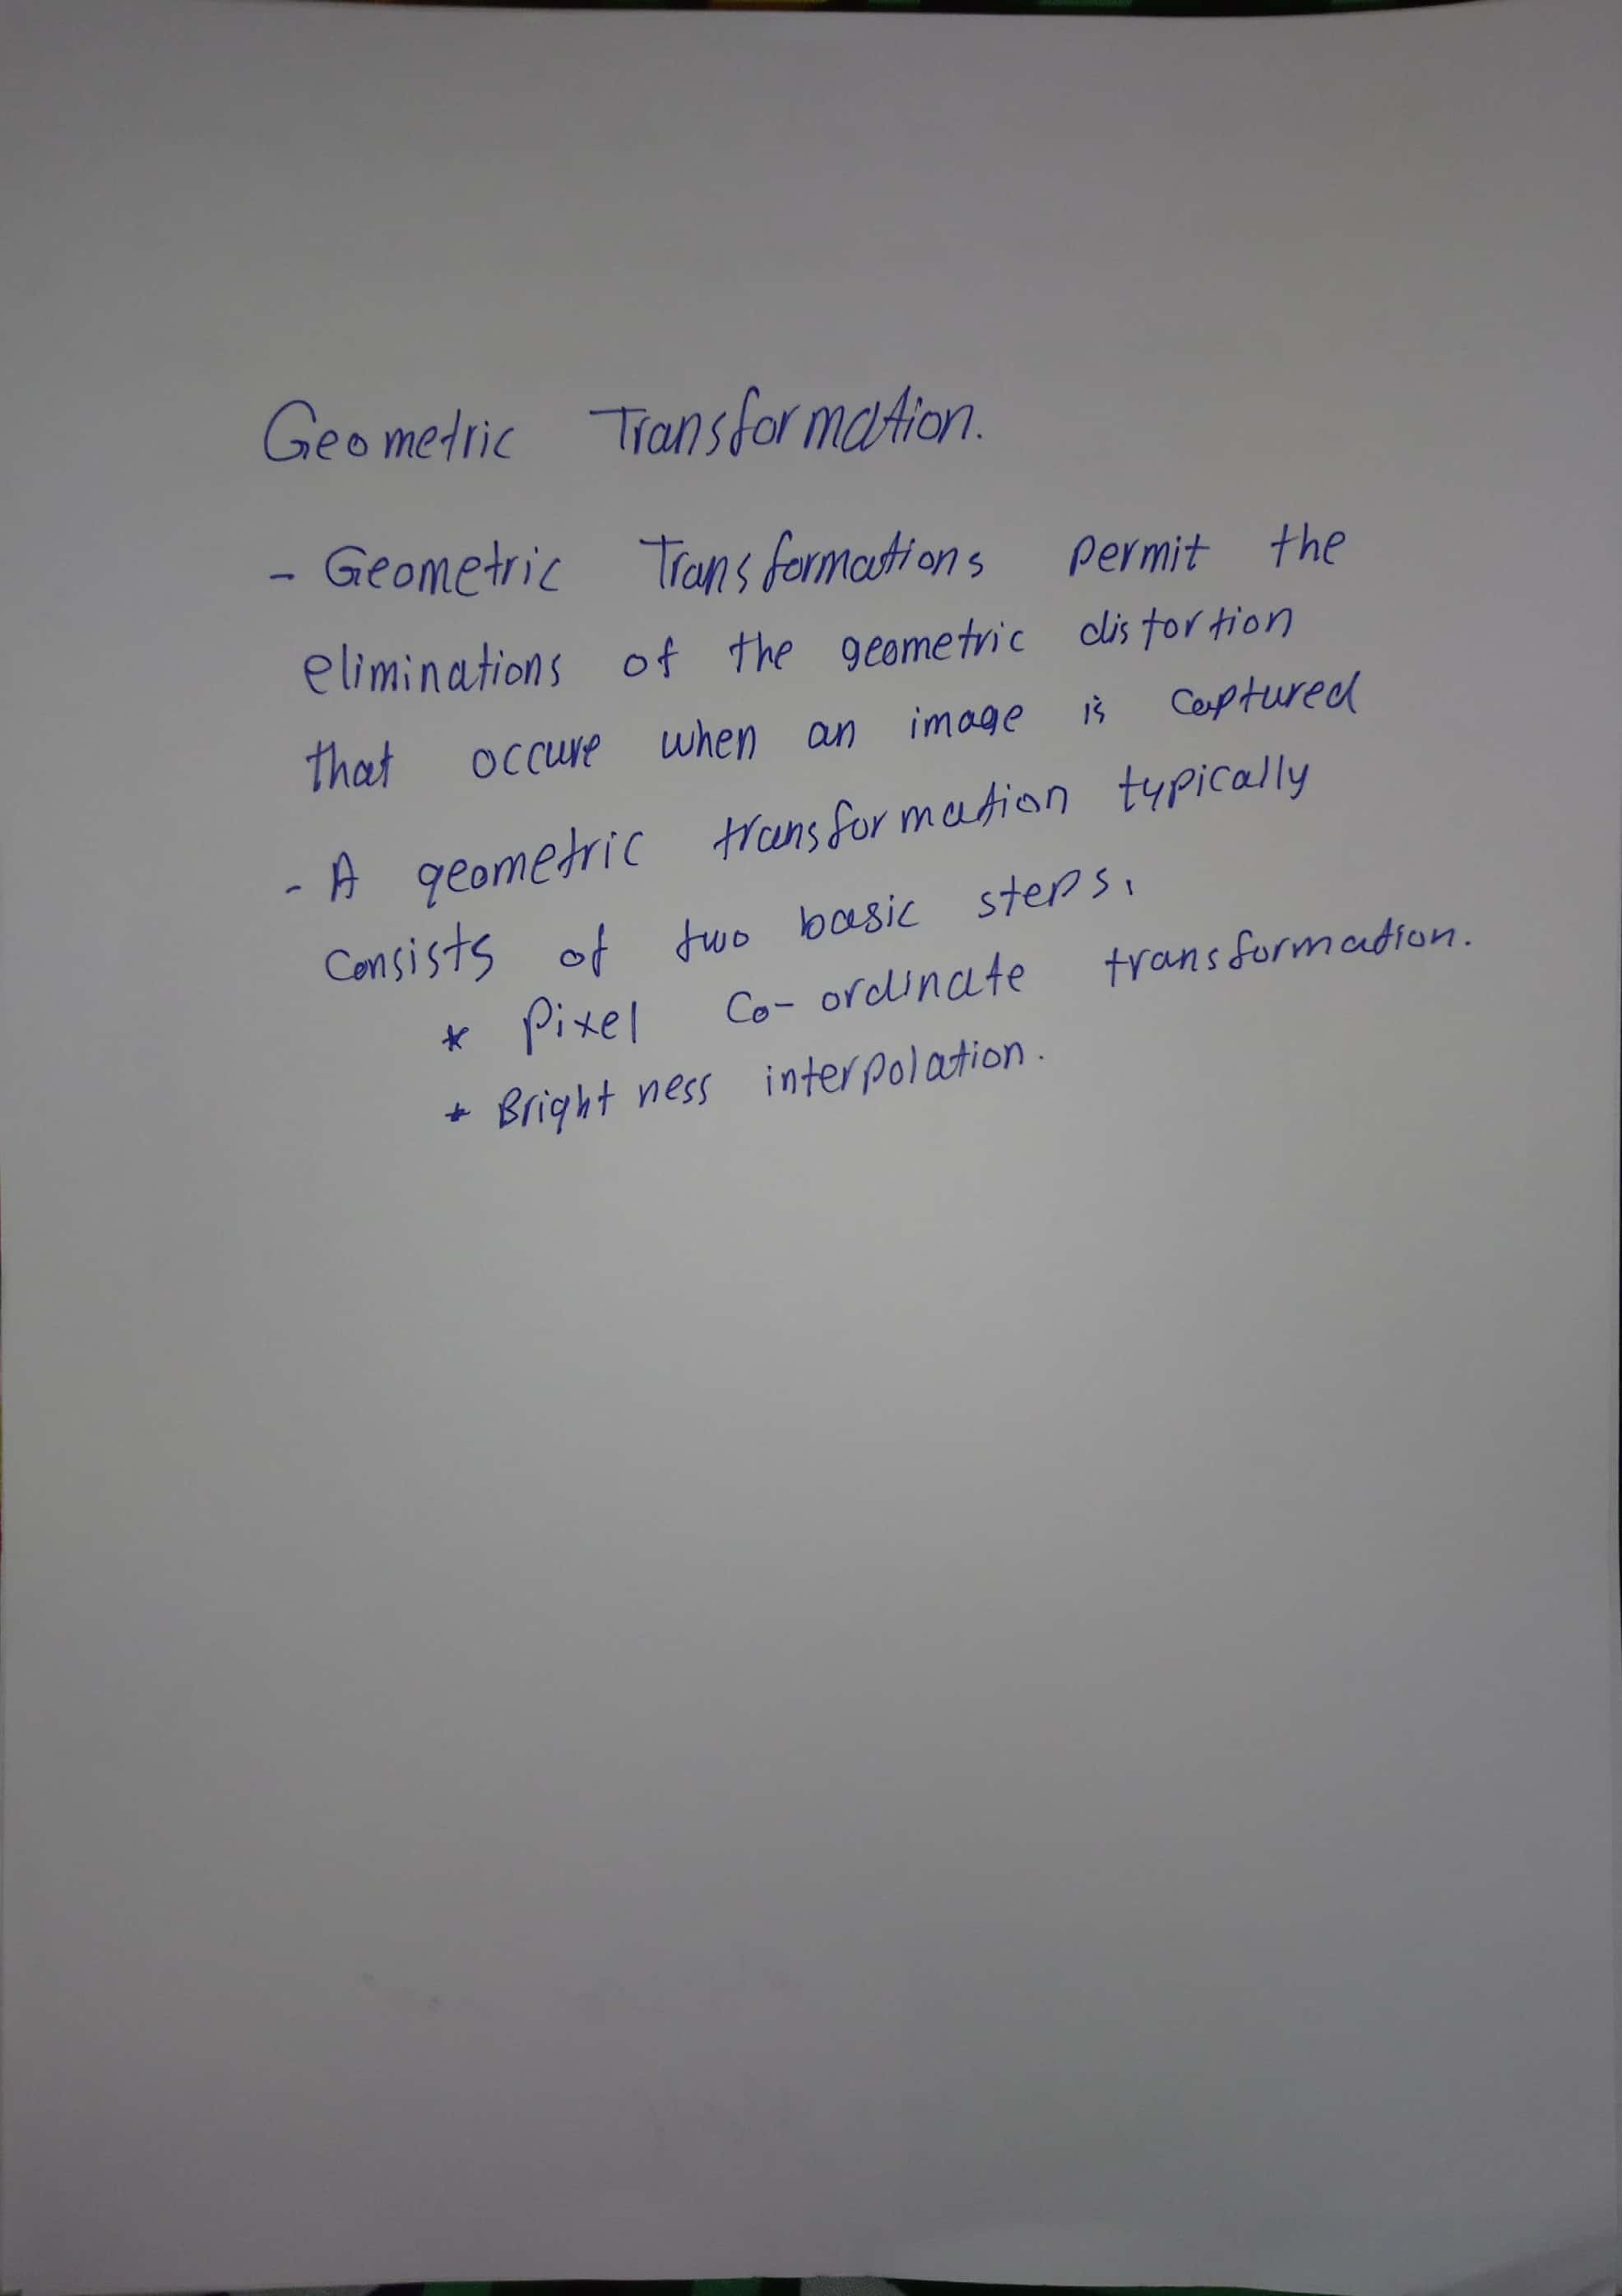 Geometric Transformation.
- Geometric Transformations permit the
eliminations of the geometric distortion
that occure when an image is captured
- A geometric transformation typically
consists of two basic steps.
* Pixel Co-ordinate transformation.
* Brightness interpolation.